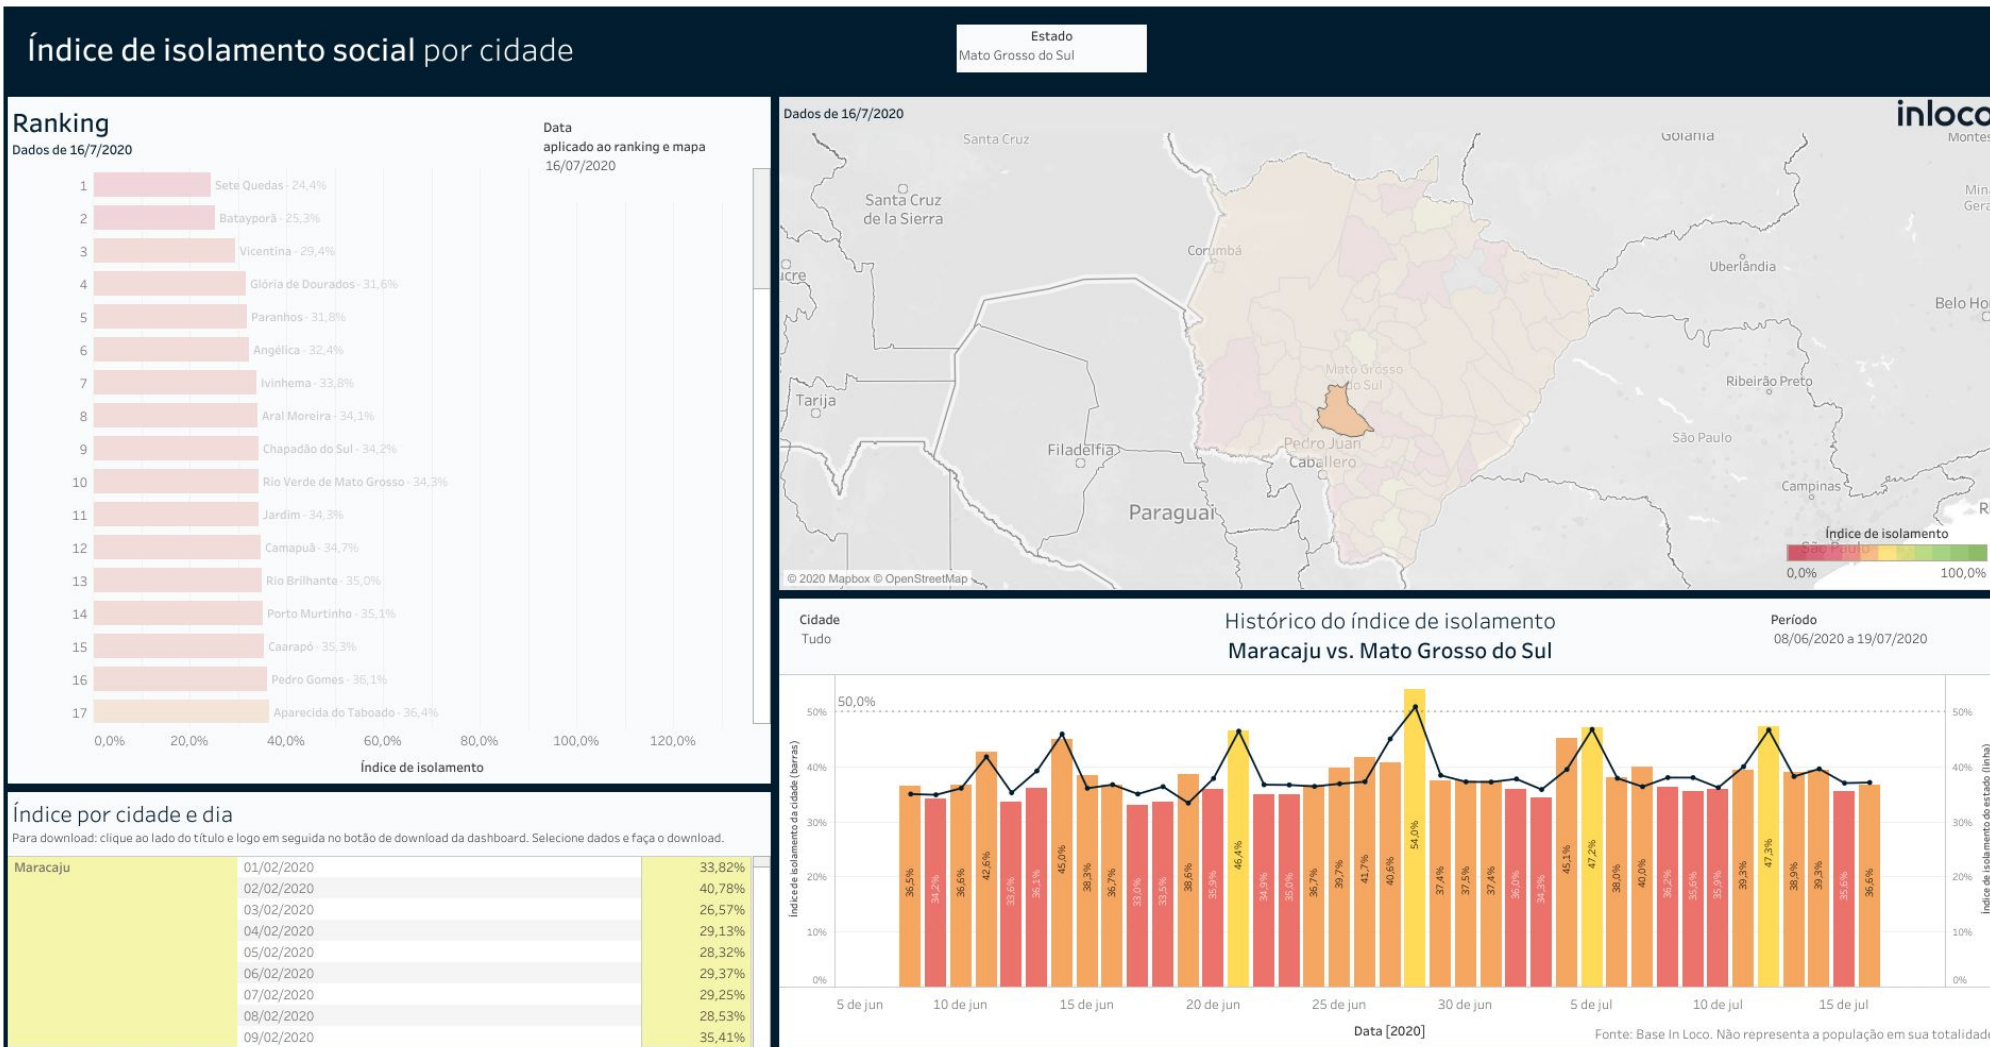 Índice de isolamento social por cidade
Estado
Mato Grosso do Sul
Ranking
Dados de 16/7/2020
Data
aplicado ao ranking e mapa
16/07/2020
1 Sete Quedas - 24,4%
2 Batayporã - 25,3%
3 Vicentina - 29,4%
4 Glória de Dourados - 31,6%
5 Paranhos - 31,8%
6 Angélica - 32,4%
7 Ivinhema - 33,8%
8 Aral Moreira - 34,1%
9 Chapadão do Sul - 34,2%
10 Rio Verde de Mato Grosso - 34,3%
11 Jardim - 34,3%
12 Camapuã - 34,7%
13 Rio Brilhante - 35,0%
14 Porto Murtinho - 35,1%
15 Caarapó - 35,3%
16 Pedro Gomes - 36,1%
17 Aparecida do Taboado - 36,4%
0,0% 20,0% 40,0% 60,0% 80,0% 100,0% 120,0%
Índice de isolamento
Índice por cidade e dia
Para download: clique ao lado do título e logo em seguida no botão de download da dashboard. Selecione dados e faça o download.
Maracaju 01/02/2020 33,82%
02/02/2020 40,78%
03/02/2020 26,57%
04/02/2020 29,13%
05/02/2020 28,32%
06/02/2020 29,37%
07/02/2020 29,25%
08/02/2020 28,53%
09/02/2020 35,41%
Dados de 16/7/2020
inloco
Santa Cruz
Goiânia
Montes
Santa Cruz
de la Sierra
Min
Gera
Corumbá
Uberlândia
ucre
Belo Ho
Mato Grosso
do Sul
Ribeirão Preto
Tarija
São Paulo
Pedro Juan
Caballero
Filadélfia
Campinas
Paraguai
R
Índice de isolamento
São Paulo
0,0% 100,0%
© 2020 Mapbox © OpenStreetMap
Cidade
Tudo
Histórico do índice de isolamento
Maracaju vs. Mato Grosso do Sul
Período
08/06/2020 a 19/07/2020
50,0%
50%
40%
30%
20%
10%
0%
Índice de isolamento da cidade (barras)
36,5% 34,2% 36,6% 42,6% 33,6% 36,1% 45,0% 38,3% 36,7% 33,0% 33,5% 38,6% 35,9% 46,4% 34,9% 35,0% 36,7% 39,7% 41,7% 40,6% 54,0% 37,4% 37,5% 37,4% 36,0% 34,3% 45,1% 47,2% 38,0% 40,0% 36,2% 35,6% 35,9% 39,3% 47,3% 38,9% 39,3% 35,6% 36,6%
50%
40%
30%
20%
10%
0%
Índice de isolamento do estado (linha)
5 de jun 10 de jun 15 de jun 20 de jun 25 de jun 30 de jun 5 de jul 10 de jul 15 de jul
Data [2020]
Fonte: Base In Loco. Não representa a população em sua totalidade